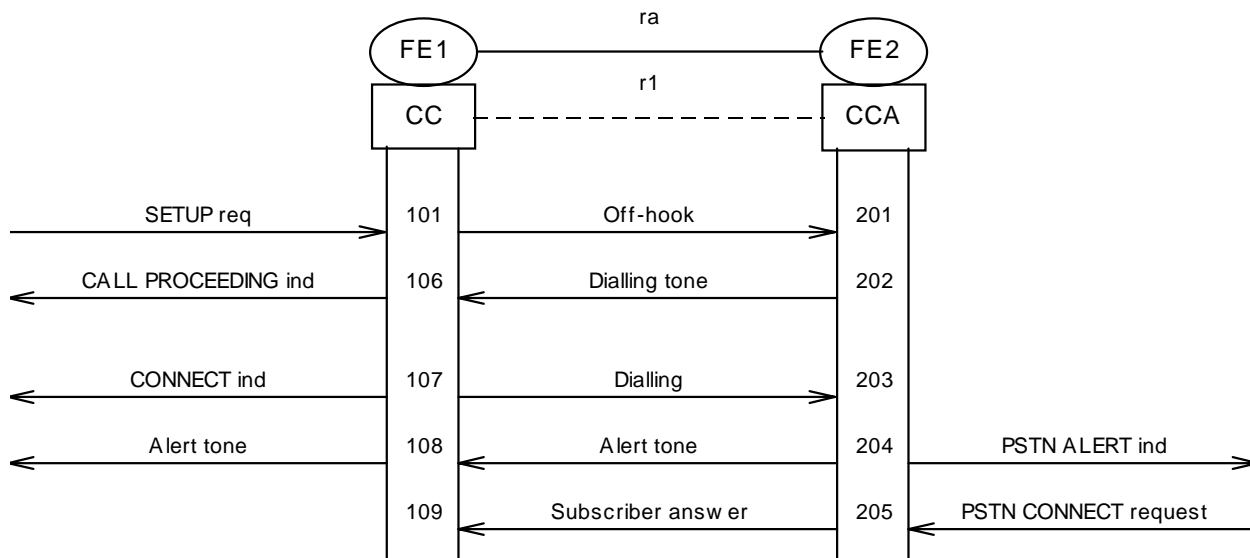 ra
FE1 FE2
r1
CC CCA
SETUP req 101 Off-hook 201
CALL PROCEEDING ind 106 Dialling tone 202
CONNECT ind 107 Dialling 203
Alert tone 108 Alert tone 204 PSTN ALERT ind
109 Subscriber answer 205 PSTN CONNECT request